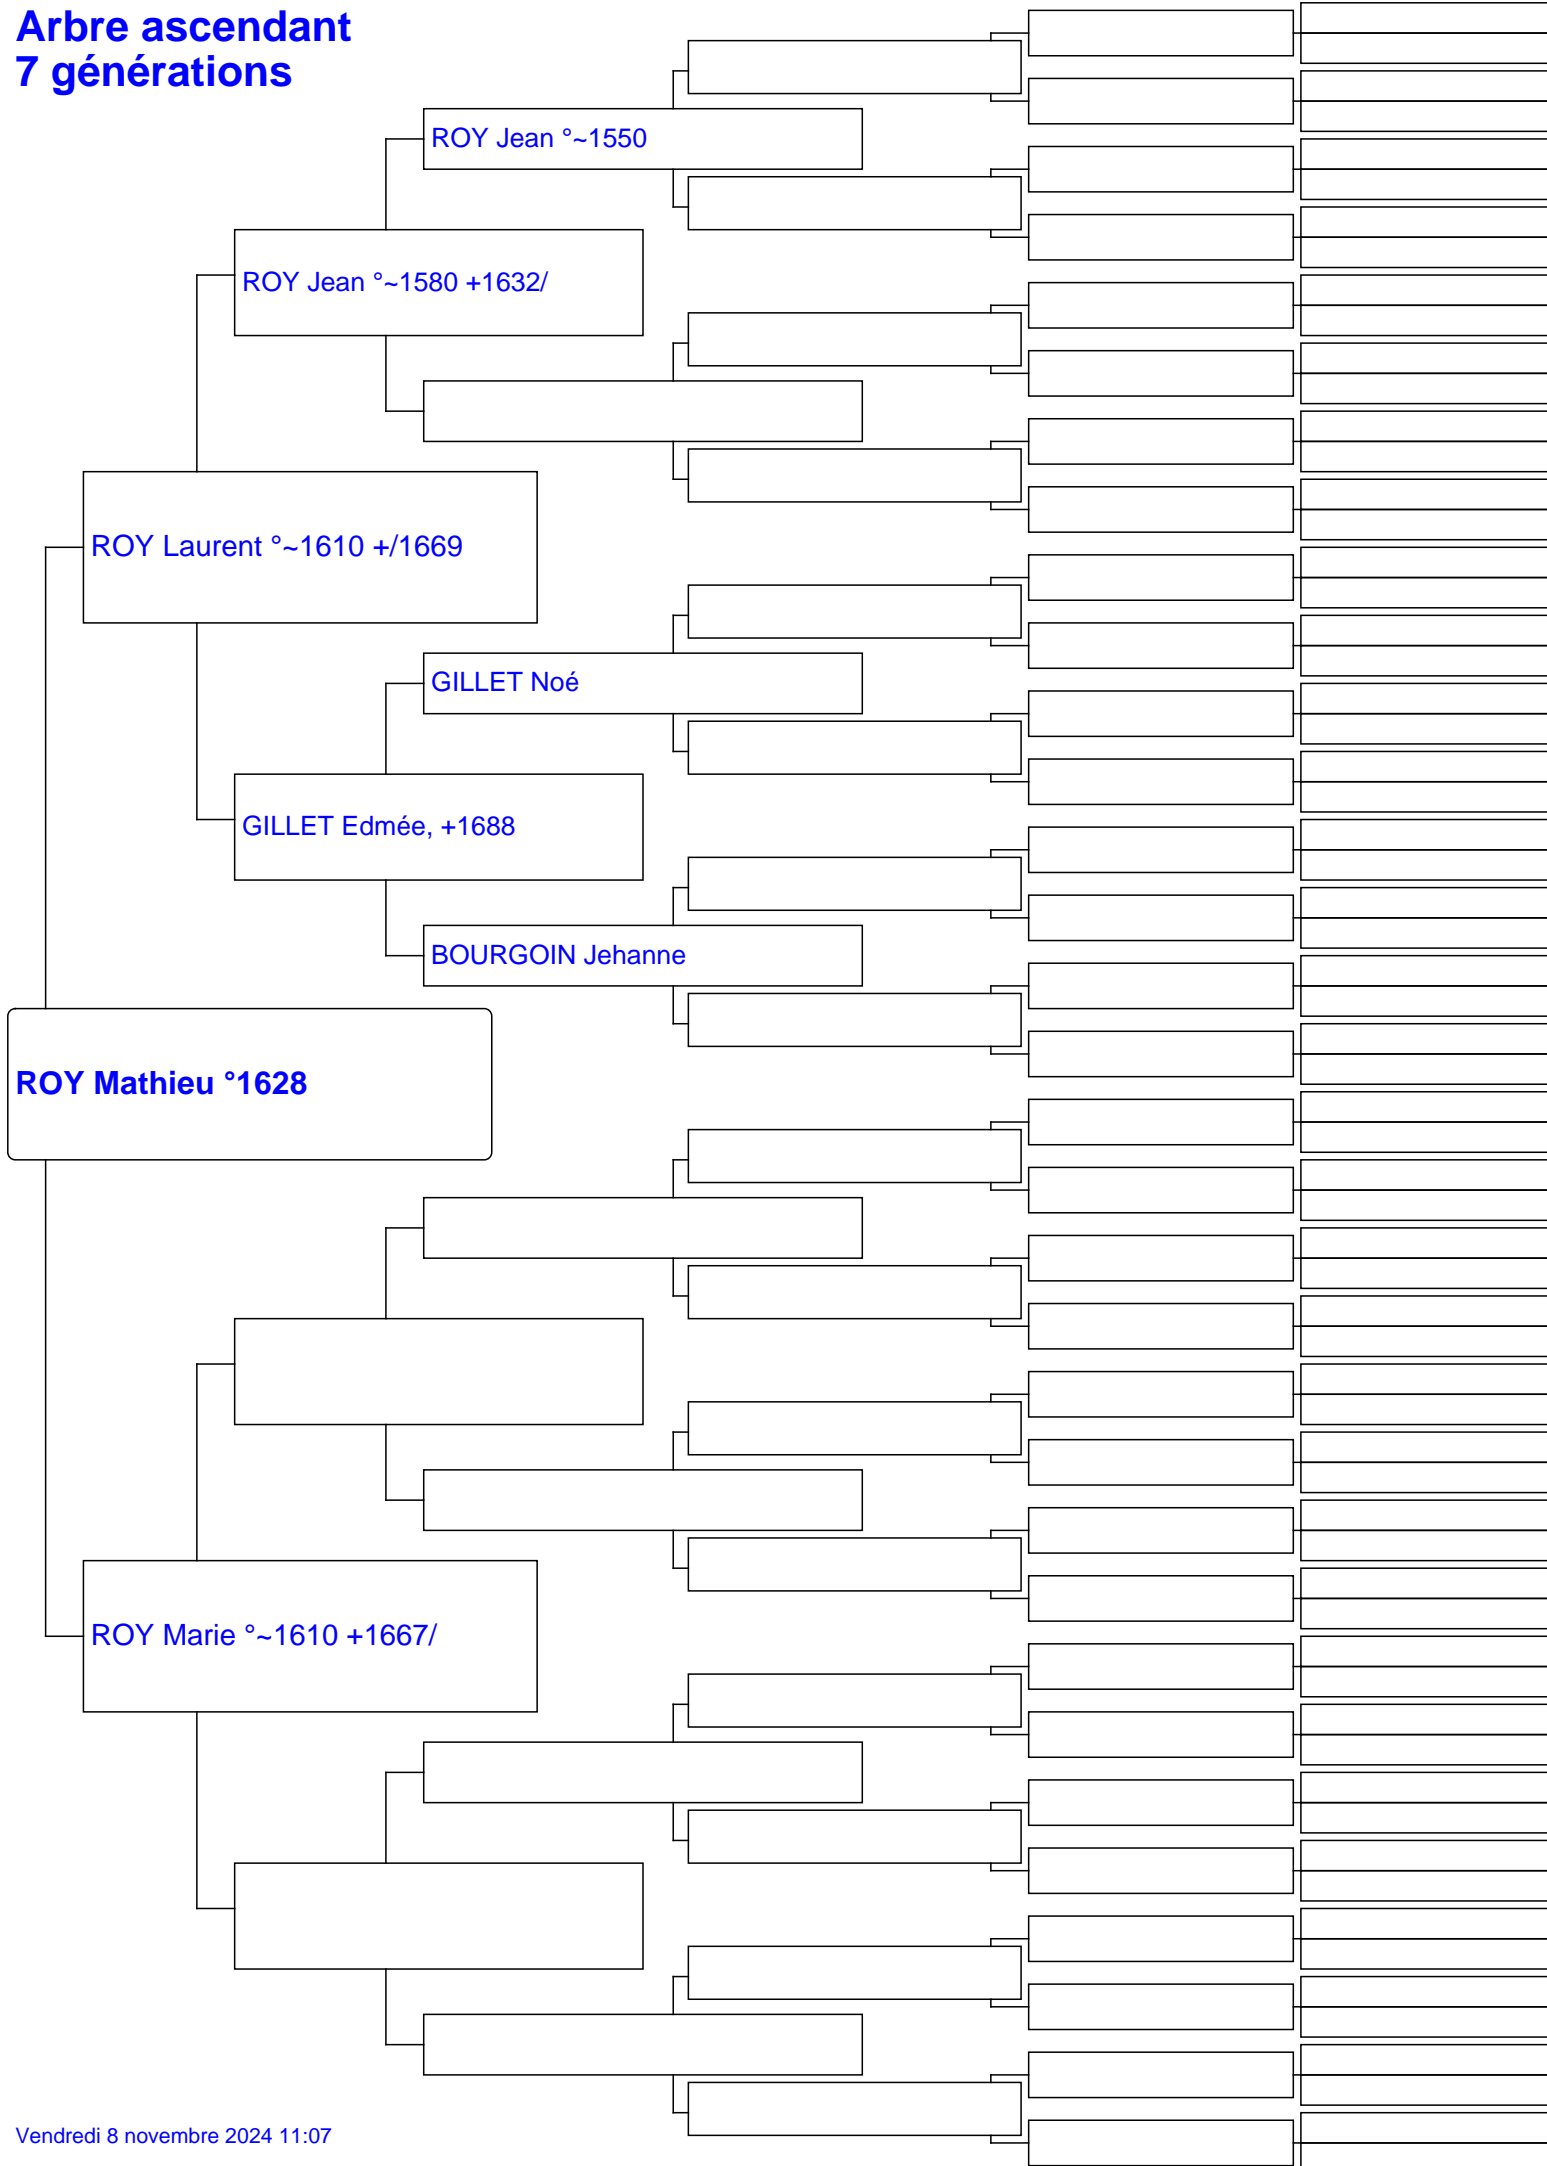 Arbre ascendant
7 générations
ROY Jean °~1550
ROY Jean °~1580 +1632/
ROY Laurent °~1610 +/1669
GILLET Noé
GILLET Edmée, +1688
BOURGOIN Jehanne
ROY Mathieu °1628
ROY Marie °~1610 +1667/
Vendredi 8 novembre 2024 11:07